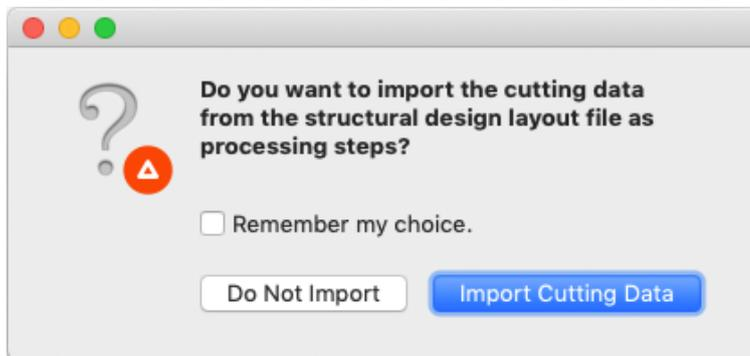 Do you want to import the cutting data
from the structural design layout file as
processing steps?
Remember my choice.
Do Not Import
Import Cutting Data